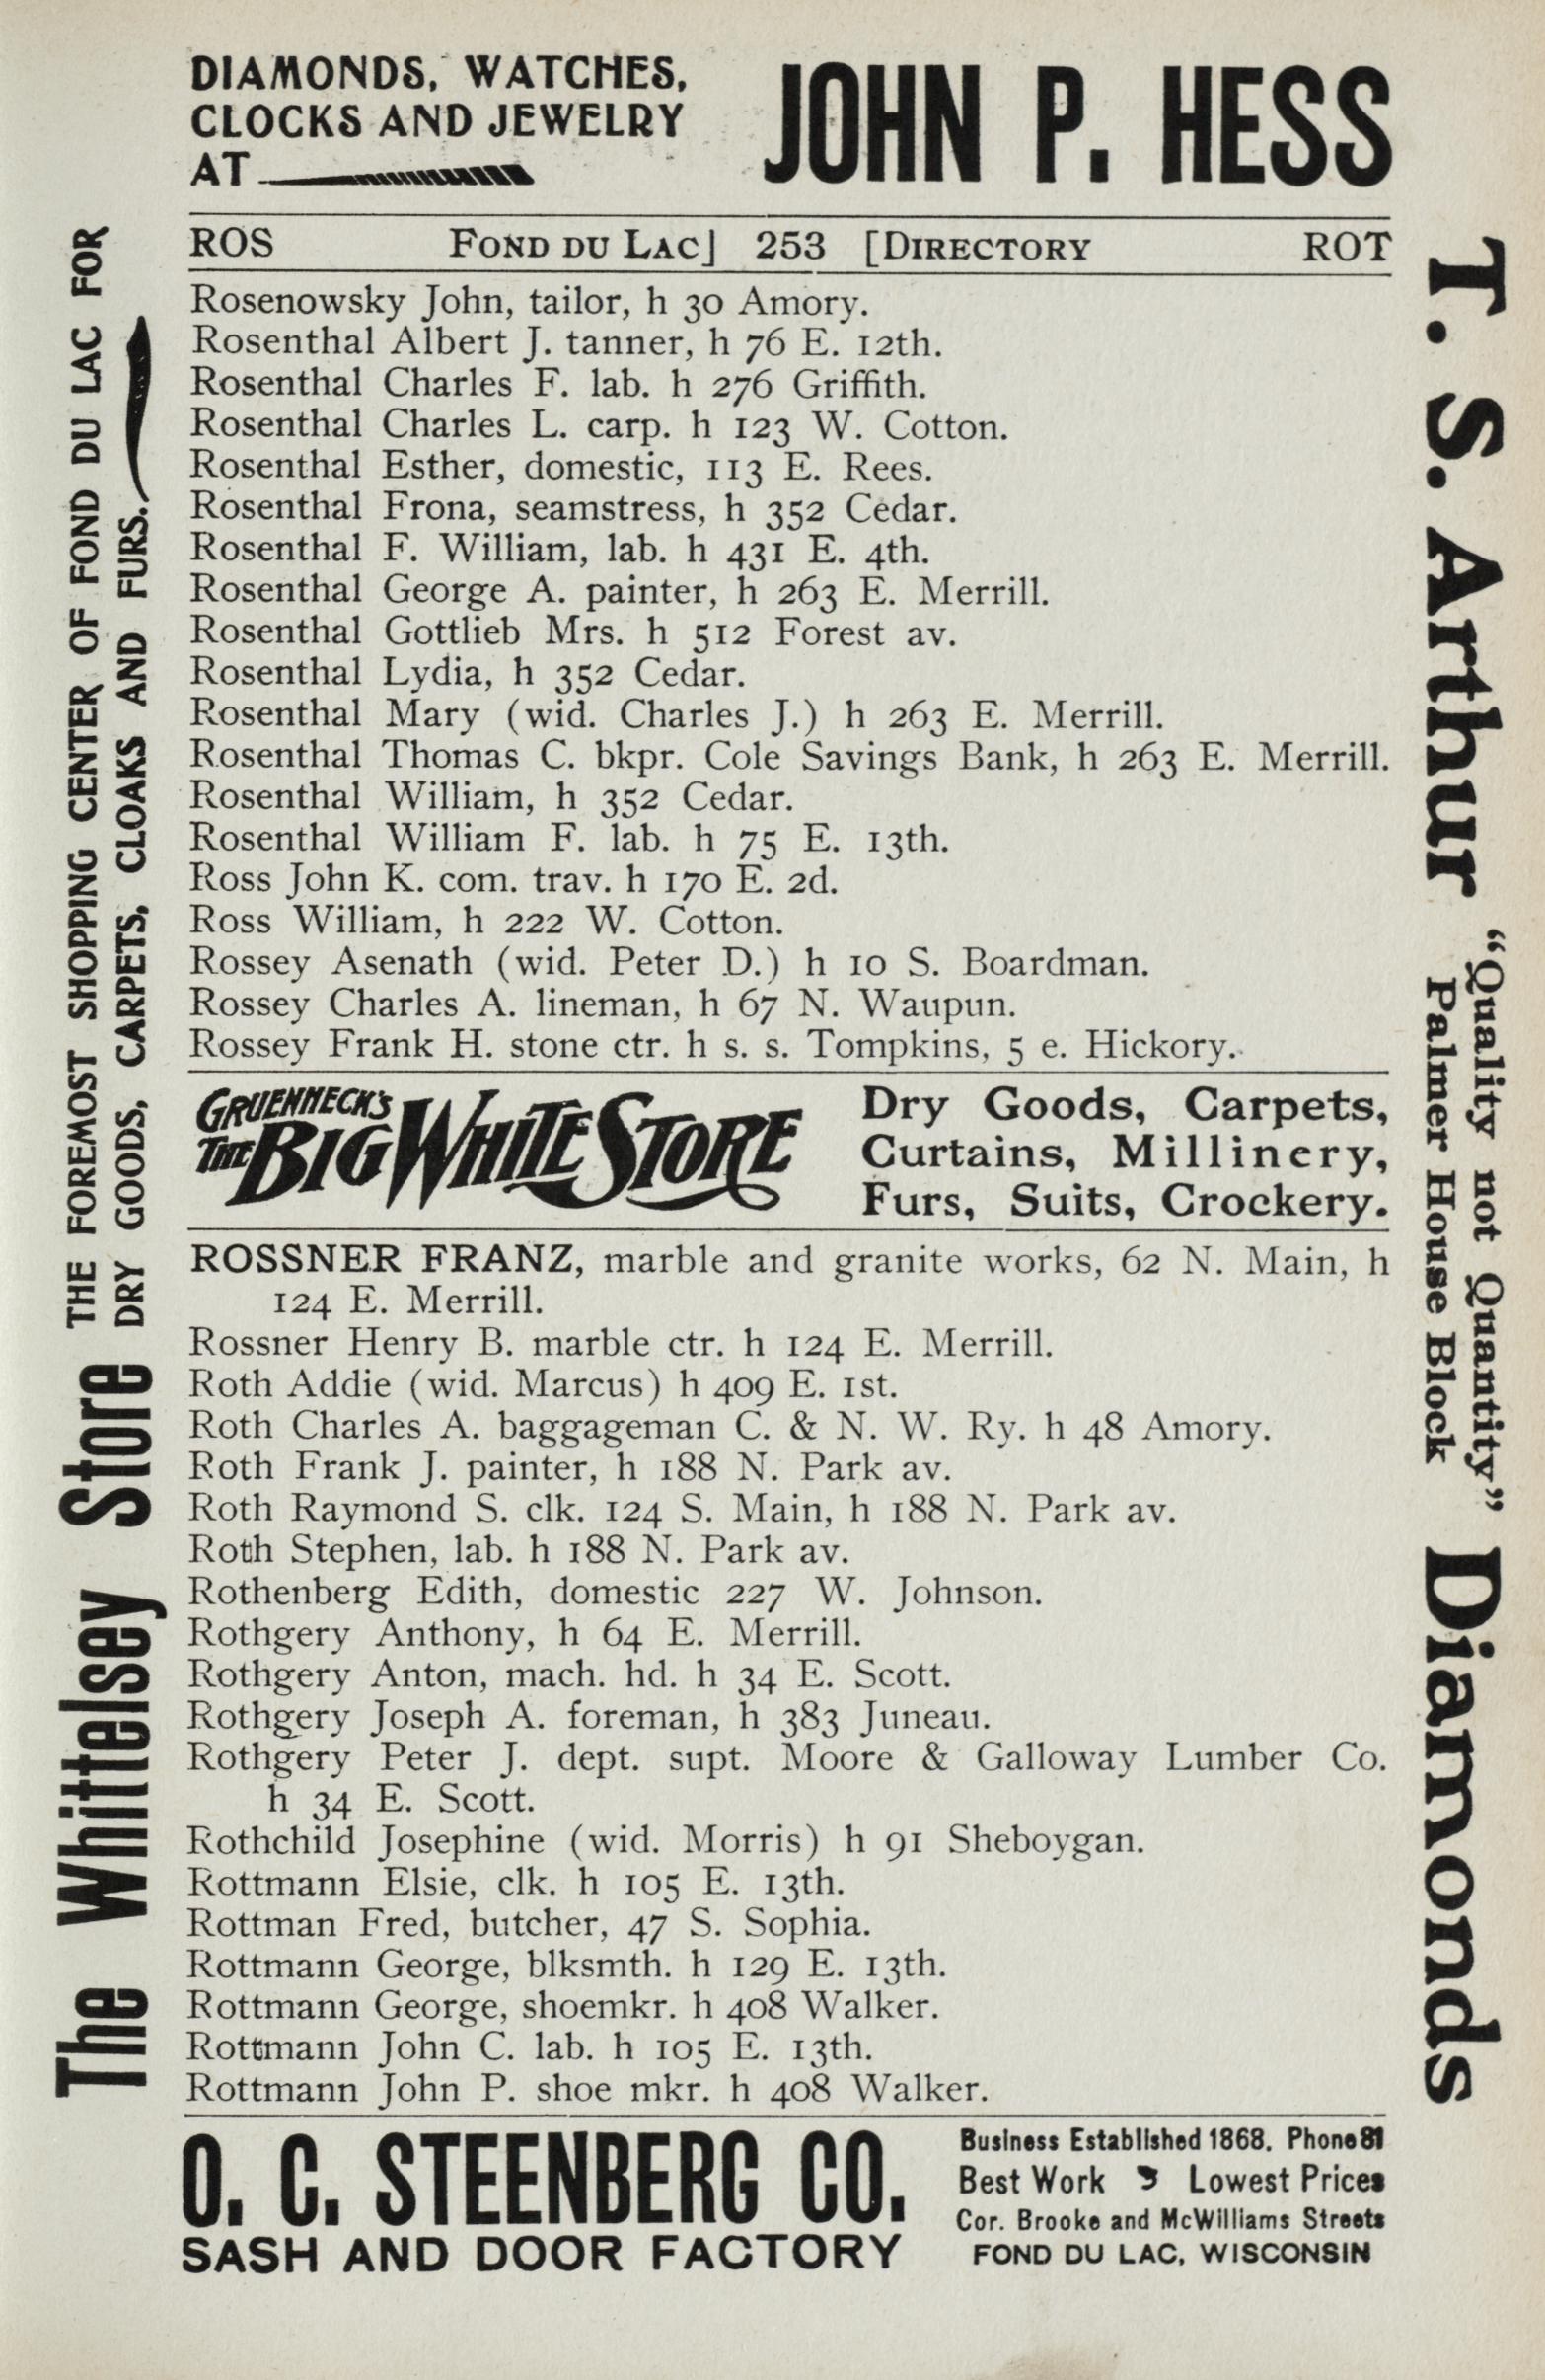 DIAMONDS, WATCHES,
CLOCKS AND JEWELRY
AT
JOHN P. HESS
ROS FOND DU LAC] 253 [DIRECTORY ROT
Rosenowsky John, tailor, h 30 Amory.
Rosenthal Albert J. tanner, h 76 E. 12th.
Rosenthal Charles F. lab. h 276 Griffith.
Rosenthal Charles L. carp. h 123 W. Cotton.
Rosenthal Esther, domestic, 113 E. Rees.
Rosenthal Frona, seamstress, h 352 Cedar.
Rosenthal F. William, lab. h 431 E. 4th.
Rosenthal George A. painter, h 263 E. Merrill.
Rosenthal Gottlieb Mrs. h 512 Forest av.
Rosenthal Lydia, h 352 Cedar.
Rosenthal Mary (wid. Charles J.) h 263 E. Merrill.
Rosenthal Thomas C. bkpr. Cole Savings Bank, h 263 E. Merrill.
Rosenthal William, h 352 Cedar.
Rosenthal William F. lab. h 75 E. 13th.
Ross John K. com. trav. h 170 E. 2d.
Ross William, h 222 W. Cotton.
Rossey Asenath (wid. Peter D.) h 10 S. Boardman.
Rossey Charles A. lineman, h 67 N. Waupun.
Rossey Frank H. stone ctr. h s. s. Tompkins, 5 e. Hickory.
GRUENHECK'S
THE BIG WHITE STORE
Dry Goods, Carpets,
Curtains, Millinery,
Furs, Suits, Crockery.
ROSSNER FRANZ, marble and granite works, 62 N. Main, h
124 E. Merrill.
Rossner Henry B. marble ctr. h 124 E. Merrill.
Roth Addie (wid. Marcus) h 409 E. 1st.
Roth Charles A. baggageman C. & N. W. Ry. h 48 Amory.
Roth Frank J. painter, h 188 N. Park av.
Roth Raymond S. clk. 124 S. Main, h 188 N. Park av.
Roth Stephen, lab. h 188 N. Park av.
Rothenberg Edith, domestic 227 W. Johnson.
Rothgery Anthony, h 64 E. Merrill.
Rothgery Anton, mach. hd. h 34 E. Scott.
Rothgery Joseph A. foreman, h 383 Juneau.
Rothgery Peter J. dept. supt. Moore & Galloway Lumber Co.
h 34 E. Scott.
Rothchild Josephine (wid. Morris) h 91 Sheboygan.
Rottmann Elsie, clk. h 105 E. 13th.
Rottman Fred, butcher, 47 S. Sophia.
Rottmann George, blksmth. h 129 E. 13th.
Rottmann George, shoemkr. h 408 Walker.
Rottmann John C. lab. h 105 E. 13th.
Rottmann John P. shoe mkr. h 408 Walker.
O. C. STEENBERG CO.
SASH AND DOOR FACTORY
Business Established 1868. Phone 81
Best Work Lowest Prices
Cor. Brooke and McWilliams Streets
FOND DU LAC, WISCONSIN
The Whittelsey Store
THE FOREMOST SHOPPING CENTER OF FOND DU LAC FOR
DRY GOODS, CARPETS, CLOAKS AND FURS.
T. S. Arthur
"Quality not Quantity"
Palmer House Block
Diamonds